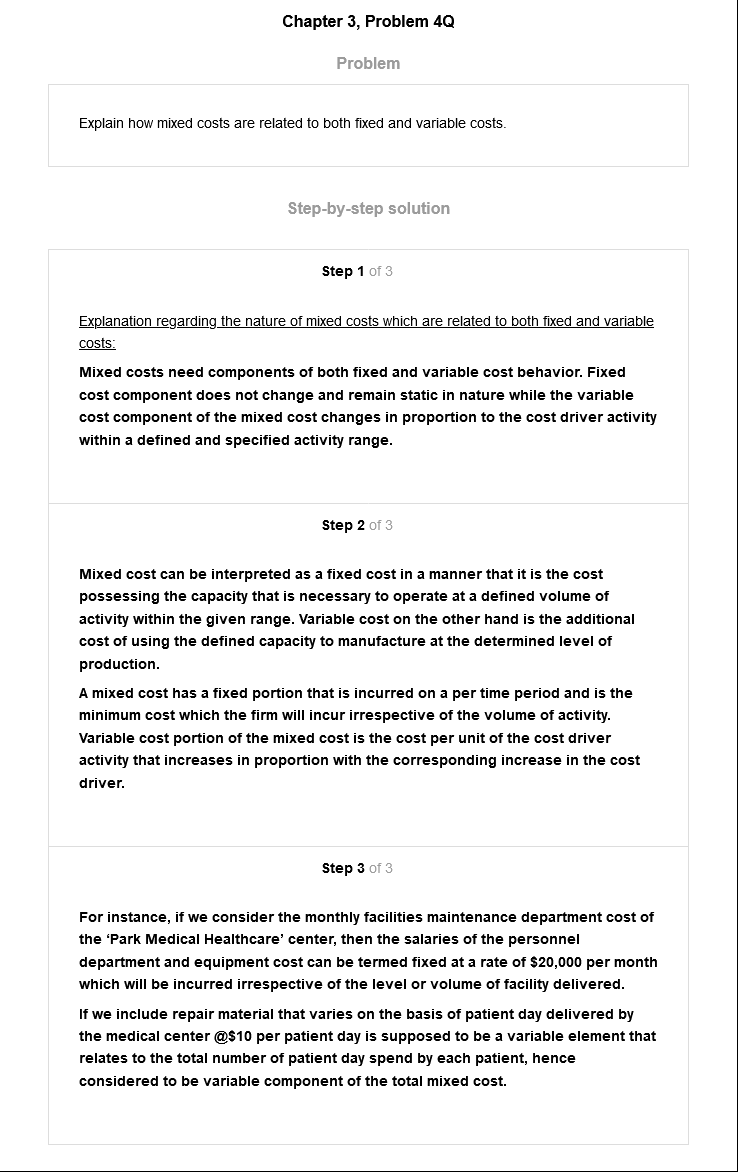 Chapter 3, Problem 4Q
Problem
Explain how mixed costs are related to both fixed and variable costs.
Step-by-step solution
Step 1 of 3
Explanation regarding the nature of mixed costs which are related to both fixed and variable
costs:
Mixed costs need components of both fixed and variable cost behavior. Fixed
cost component does not change and remain static in nature while the variable
cost component of the mixed cost changes in proportion to the cost driver activity
within a defined and specified activity range.
Step 2 of 3
Mixed cost can be interpreted as a fixed cost in a manner that it is the cost
possessing the capacity that is necessary to operate at a defined volume of
activity within the given range. Variable cost on the other hand is the additional
cost of using the defined capacity to manufacture at the determined level of
production.
A mixed cost has a fixed portion that is incurred on a per time period and is the
minimum cost which the firm will incur irrespective of the volume of activity.
Variable cost portion of the mixed cost is the cost per unit of the cost driver
activity that increases in proportion with the corresponding increase in the cost
driver.
Step 3 of 3
For instance, if we consider the monthly facilities maintenance department cost of
the ‘Park Medical Healthcare’ center, then the salaries of the personnel
department and equipment cost can be termed fixed at a rate of $20,000 per month
which will be incurred irrespective of the level or volume of facility delivered.
If we include repair material that varies on the basis of patient day delivered by
the medical center @$10 per patient day is supposed to be a variable element that
relates to the total number of patient day spend by each patient, hence
considered to be variable component of the total mixed cost.